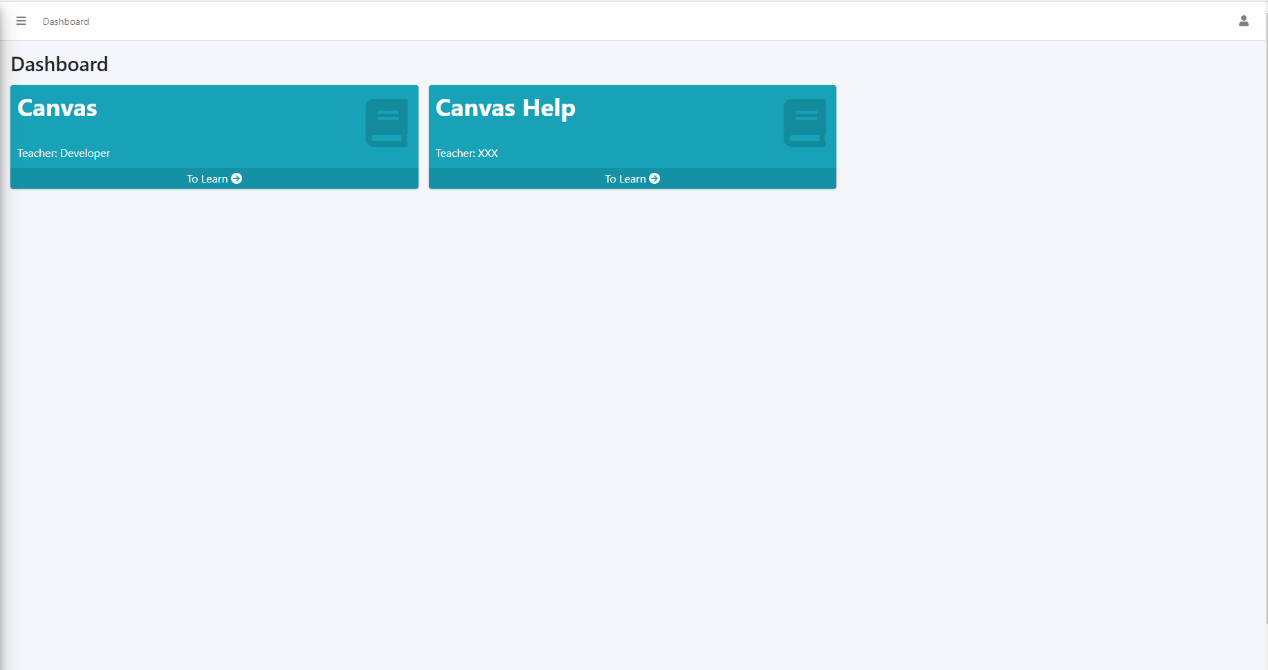 Dashboard
Dashboard
Canvas
Teacher: Developer
To Learn
Canvas Help
Teacher: XXX
To Learn